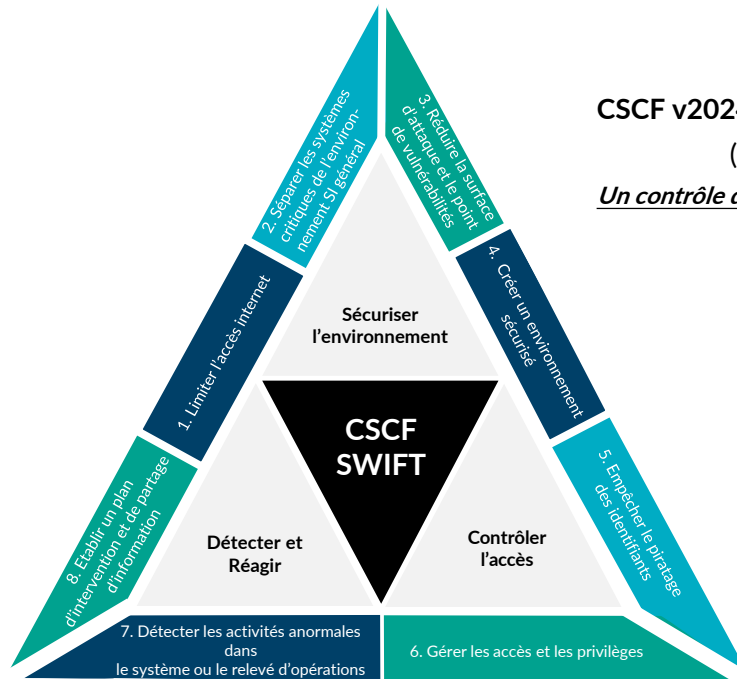 CSCF v202
(
Un contrôle
1. Limiter l'accès internet
2. Séparer les systèmes
critiques de l'environ-
nement SI général
3. Réduire la surface
d'attaque et le point
de vulnérabilités
4. Créer un environnement
sécurisé
5. Empêcher le piratage
des identifiants
6. Gérer les accès et les privilèges
7. Détecter les activités anormales
dans
le système ou le relevé d'opérations
8. Etablir un plan
d'intervention et de partage
d'information
Sécuriser
l'environnement
CSCF
SWIFT
Détecter et
Réagir
Contrôler
l'accès